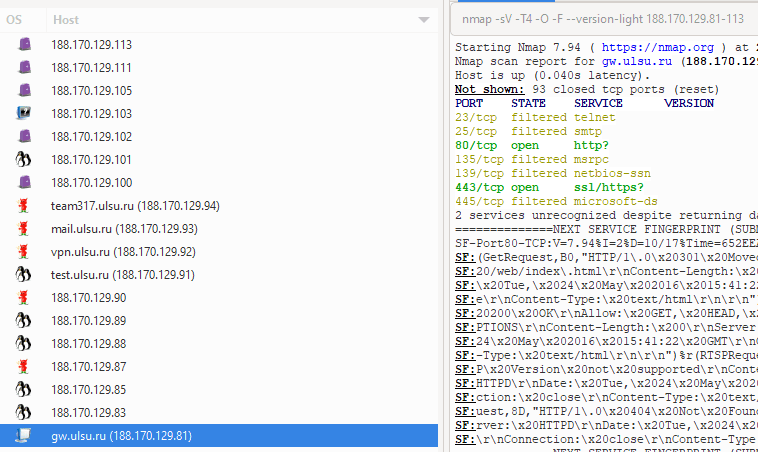 OS Host
188.170.129.113
188.170.129.111
188.170.129.105
188.170.129.103
188.170.129.102
188.170.129.101
188.170.129.100
team317.ulsu.ru (188.170.129.94)
mail.ulsu.ru (188.170.129.93)
vpn.ulsu.ru (188.170.129.92)
test.ulsu.ru (188.170.129.91)
188.170.129.90
188.170.129.89
188.170.129.88
188.170.129.87
188.170.129.85
188.170.129.83
gw.ulsu.ru (188.170.129.81)
nmap -sV -T4 -O -F --version-light 188.170.129.81-113
Starting Nmap 7.94 ( https://nmap.org ) at
Nmap scan report for gw.ulsu.ru (188.170.129
Host is up (0.040s latency).
Not shown: 93 closed tcp ports (reset)
PORT STATE SERVICE VERSION
23/tcp filtered telnet
25/tcp filtered smtp
80/tcp open http?
135/tcp filtered msrpc
139/tcp filtered netbios-ssn
443/tcp open ssl/https?
445/tcp filtered microsoft-ds
2 services unrecognized despite returning da
==============NEXT SERVICE FINGERPRINT (SUB
SF-Port80-TCP:V=7.94%I=2%D=10/17%Time=652EE
SF:(GetRequest,B0,"HTTP/1\.0\x20301\x20Move
SF:20/web/index\.html\r\nContent-Length:\x20
SF:\x20Tue,\x2024\x20May\x202016\x2015:41:22
SF:e\r\nContent-Type:\x20text/html\r\n\r\n")
SF:20200\x20OK\r\nAllow:\x20GET,\x20HEAD,\x
SF:PTIONS\r\nContent-Length:\x200\r\nServer
SF:24\x20May\x202016\x2015:41:22\x20GMT\r\n
SF:-Type:\x20text/html\r\n\r\n")%r(RTSPReque
SF:P\x20Version\x20not\x20supported\r\nConte
SF:HTTPD\r\nDate:\x20Tue,\x2024\x20May\x20
SF:ction:\x20close\r\nContent-Type:\x20text/
SF:uest,8D,"HTTP/1\.0\x20404\x20Not\x20Foun
SF:rver:\x20HTTPD\r\nDate:\x20Tue,\x2024\x
SF:\r\nConnection:\x20close\r\nContent-Type
NEXT SERVICE FINGERPRINT (SUB